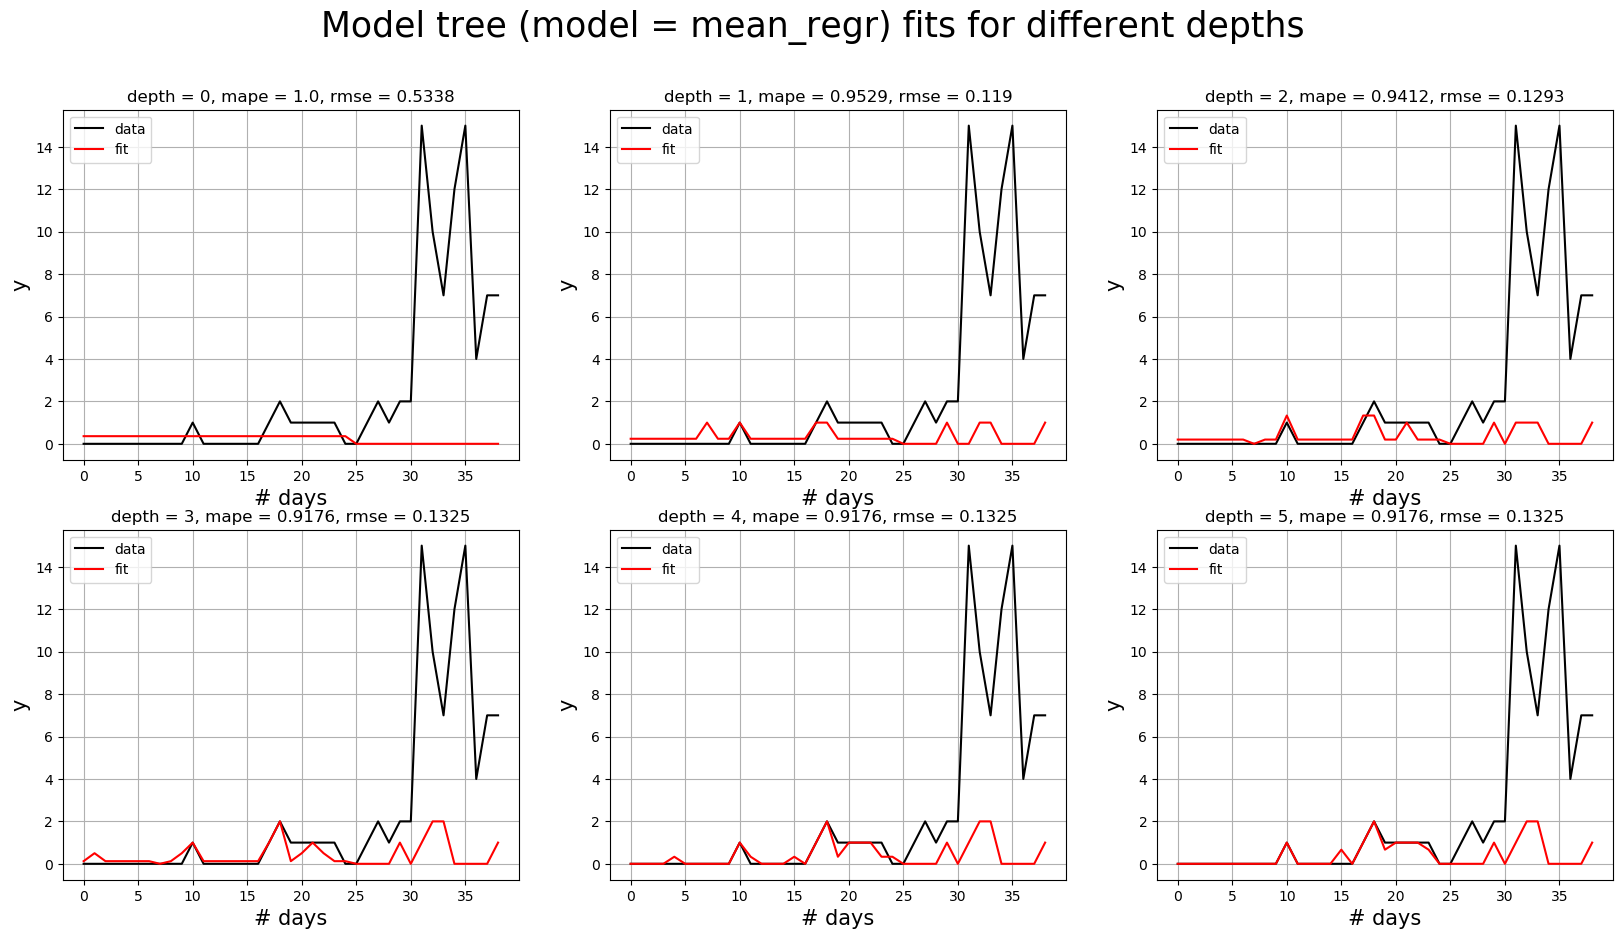 Model tree (model = mean_regr) fits for different depths
depth = 0, mape = 1.0, rmse = 0.5338
data
fit
y
14
12
10
8
6
4
2
0
0 5 10 15 20 25 30 35
# days
depth = 1, mape = 0.9529, rmse = 0.119
data
fit
y
14
12
10
8
6
4
2
0
0 5 10 15 20 25 30 35
# days
depth = 2, mape = 0.9412, rmse = 0.1293
data
fit
y
14
12
10
8
6
4
2
0
0 5 10 15 20 25 30 35
# days
depth = 3, mape = 0.9176, rmse = 0.1325
data
fit
y
14
12
10
8
6
4
2
0
0 5 10 15 20 25 30 35
# days
depth = 4, mape = 0.9176, rmse = 0.1325
data
fit
y
14
12
10
8
6
4
2
0
0 5 10 15 20 25 30 35
# days
depth = 5, mape = 0.9176, rmse = 0.1325
data
fit
y
14
12
10
8
6
4
2
0
0 5 10 15 20 25 30 35
# days